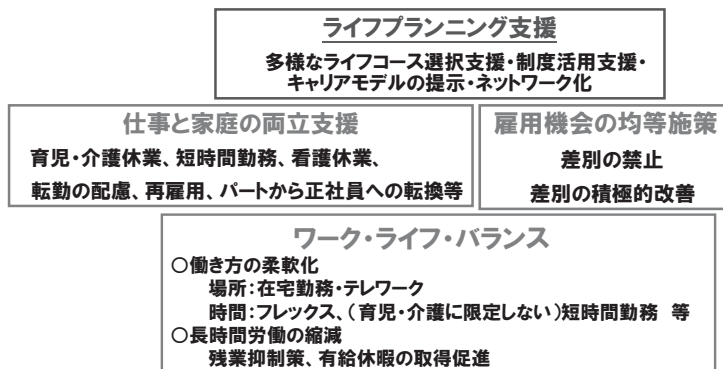 ライフプランニング支援
多様なライフコース選択支援・制度活用支援・
キャリアモデルの提示・ネットワーク化
仕事と家庭の両立支援
育児・介護休業、短時間勤務、看護休業、
転勤の配慮、再雇用、パートから正社員への転換等
雇用機会の均等施策
差別の禁止
差別の積極的改善
ワーク・ライフ・バランス
○働き方の柔軟化
場所：在宅勤務・テレワーク
時間：フレックス、（育児・介護に限定しない）短時間勤務　等
○長時間労働の縮減
残業抑制策、有給休暇の取得促進